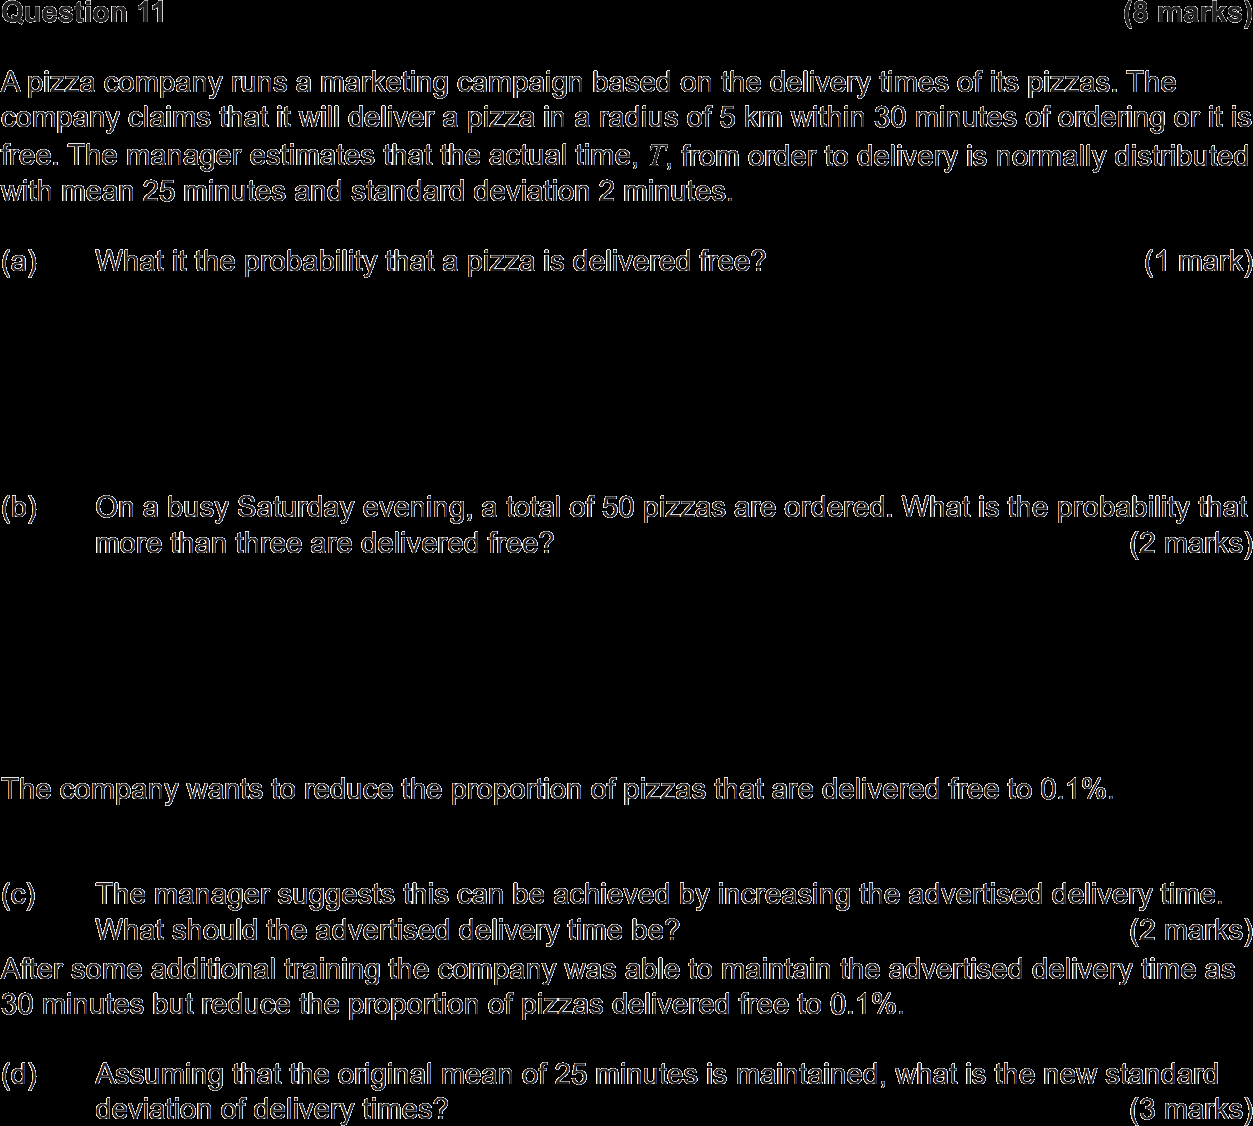 Question 11 (8 marks)
A pizza company runs a marketing campaign based on the delivery times of its pizzas. The
company claims that it will deliver a pizza in a radius of 5 km within 30 minutes of ordering or it is
free. The manager estimates that the actual time, T, from order to delivery is normally distributed
with mean 25 minutes and standard deviation 2 minutes.
(a) What it the probability that a pizza is delivered free? (1 mark)
(b) On a busy Saturday evening, a total of 50 pizzas are ordered. What is the probability that
more than three are delivered free? (2 marks)
The company wants to reduce the proportion of pizzas that are delivered free to 0.1%.
(c) The manager suggests this can be achieved by increasing the advertised delivery time.
What should the advertised delivery time be? (2 marks)
After some additional training the company was able to maintain the advertised delivery time as
30 minutes but reduce the proportion of pizzas delivered free to 0.1%.
(d) Assuming that the original mean of 25 minutes is maintained, what is the new standard
deviation of delivery times? (3 marks)